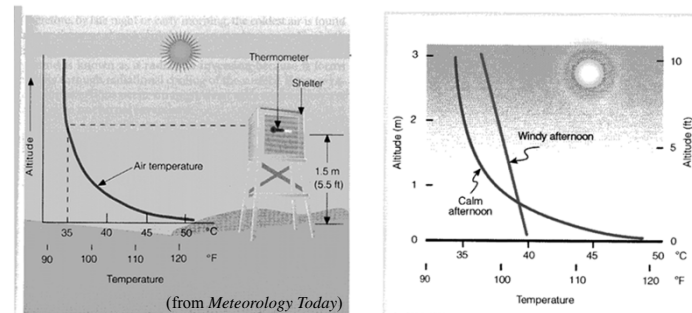 Thermometer
Shelter
Altitude
Air temperature
1.5 m
(5.5 ft)
35 40 45 50 °C
90 100 110 120 °F
Temperature
(from Meteorology Today)
3
2
1
0
Altitude (m)
10
5
0
Altitude (ft)
Windy afternoon
Calm
afternoon
35 40 45 50 °C
90 100 110 120 °F
Temperature